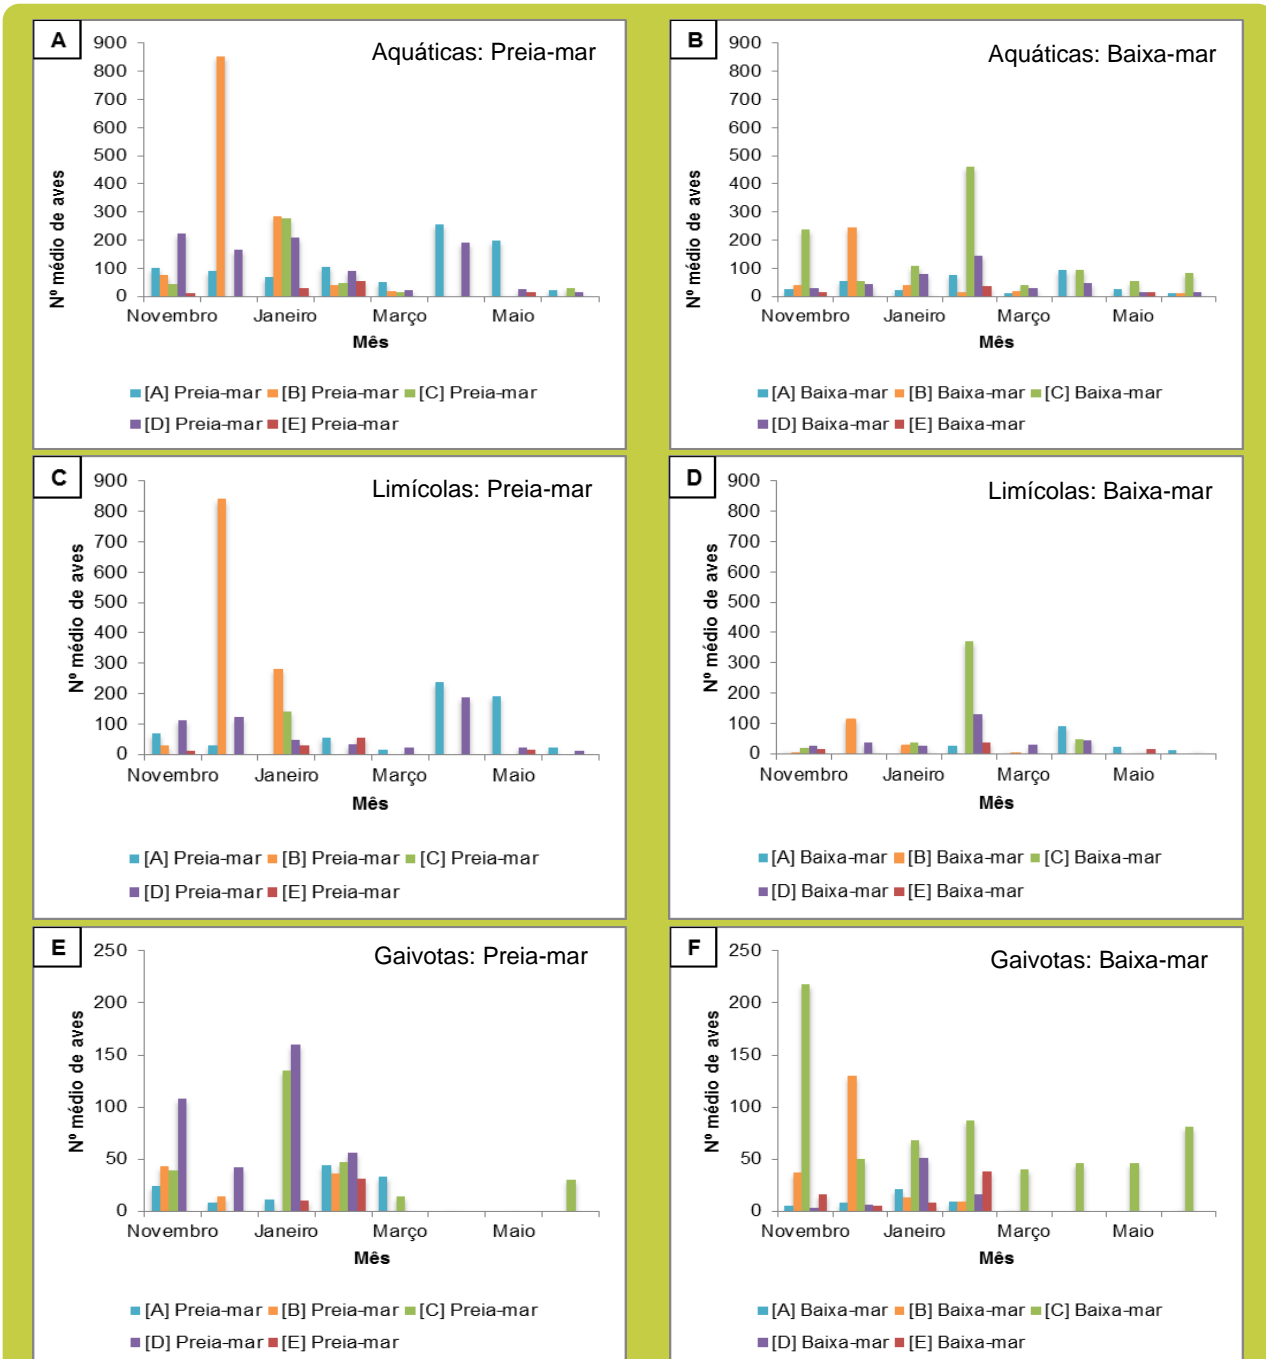 A
Aquáticas: Preia-mar
900
800
700
600
500
400
300
200
100
0
Nº médio de aves
Novembro Janeiro Março Maio
Mês
[A] Preia-mar [B] Preia-mar [C] Preia-mar
[D] Preia-mar [E] Preia-mar
B
Aquáticas: Baixa-mar
900
800
700
600
500
400
300
200
100
0
Nº médio de aves
Novembro Janeiro Março Maio
Mês
[A] Baixa-mar [B] Baixa-mar [C] Baixa-mar
[D] Baixa-mar [E] Baixa-mar
C
Limícolas: Preia-mar
900
800
700
600
500
400
300
200
100
0
Nº médio de aves
Novembro Janeiro Março Maio
Mês
[A] Preia-mar [B] Preia-mar [C] Preia-mar
[D] Preia-mar [E] Preia-mar
D
Limícolas: Baixa-mar
900
800
700
600
500
400
300
200
100
0
Nº médio de aves
Novembro Janeiro Março Maio
Mês
[A] Baixa-mar [B] Baixa-mar [C] Baixa-mar
[D] Baixa-mar [E] Baixa-mar
E
Gaivotas: Preia-mar
250
200
150
100
50
0
Nº médio de aves
Novembro Janeiro Março Maio
Mês
[A] Preia-mar [B] Preia-mar [C] Preia-mar
[D] Preia-mar [E] Preia-mar
F
Gaivotas: Baixa-mar
250
200
150
100
50
0
Nº médio de aves
Novembro Janeiro Março Maio
Mês
[A] Baixa-mar [B] Baixa-mar [C] Baixa-mar
[D] Baixa-mar [E] Baixa-mar